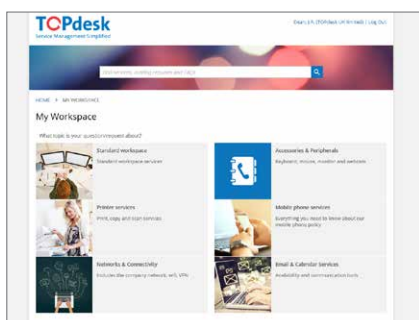 TOPdesk
Service Management Simplified
Log Out
HOME > MY WORKSPACE
My Workspace
What topic is your question/request about?
Standard workspace
Standard workspace services
Accessories & Peripherals
Keyboard, mouse, monitor and webcam
Printer services
Print, copy and scan services
Mobile phone services
Everything you need to know about our
mobile phone policy
Networks & Connectivity
Includes the company network, wifi, VPN
Email & Calendar Services
Availability and communication tools